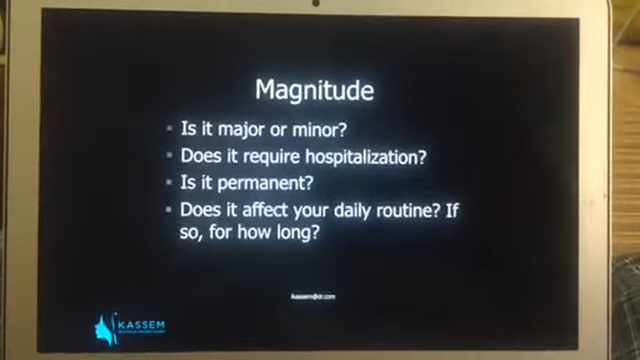 Magnitude
Is it major or minor?
Does it require hospitalization?
Is it permanent?
Does it affect your daily routine? If
so, for how long?
KASSEM